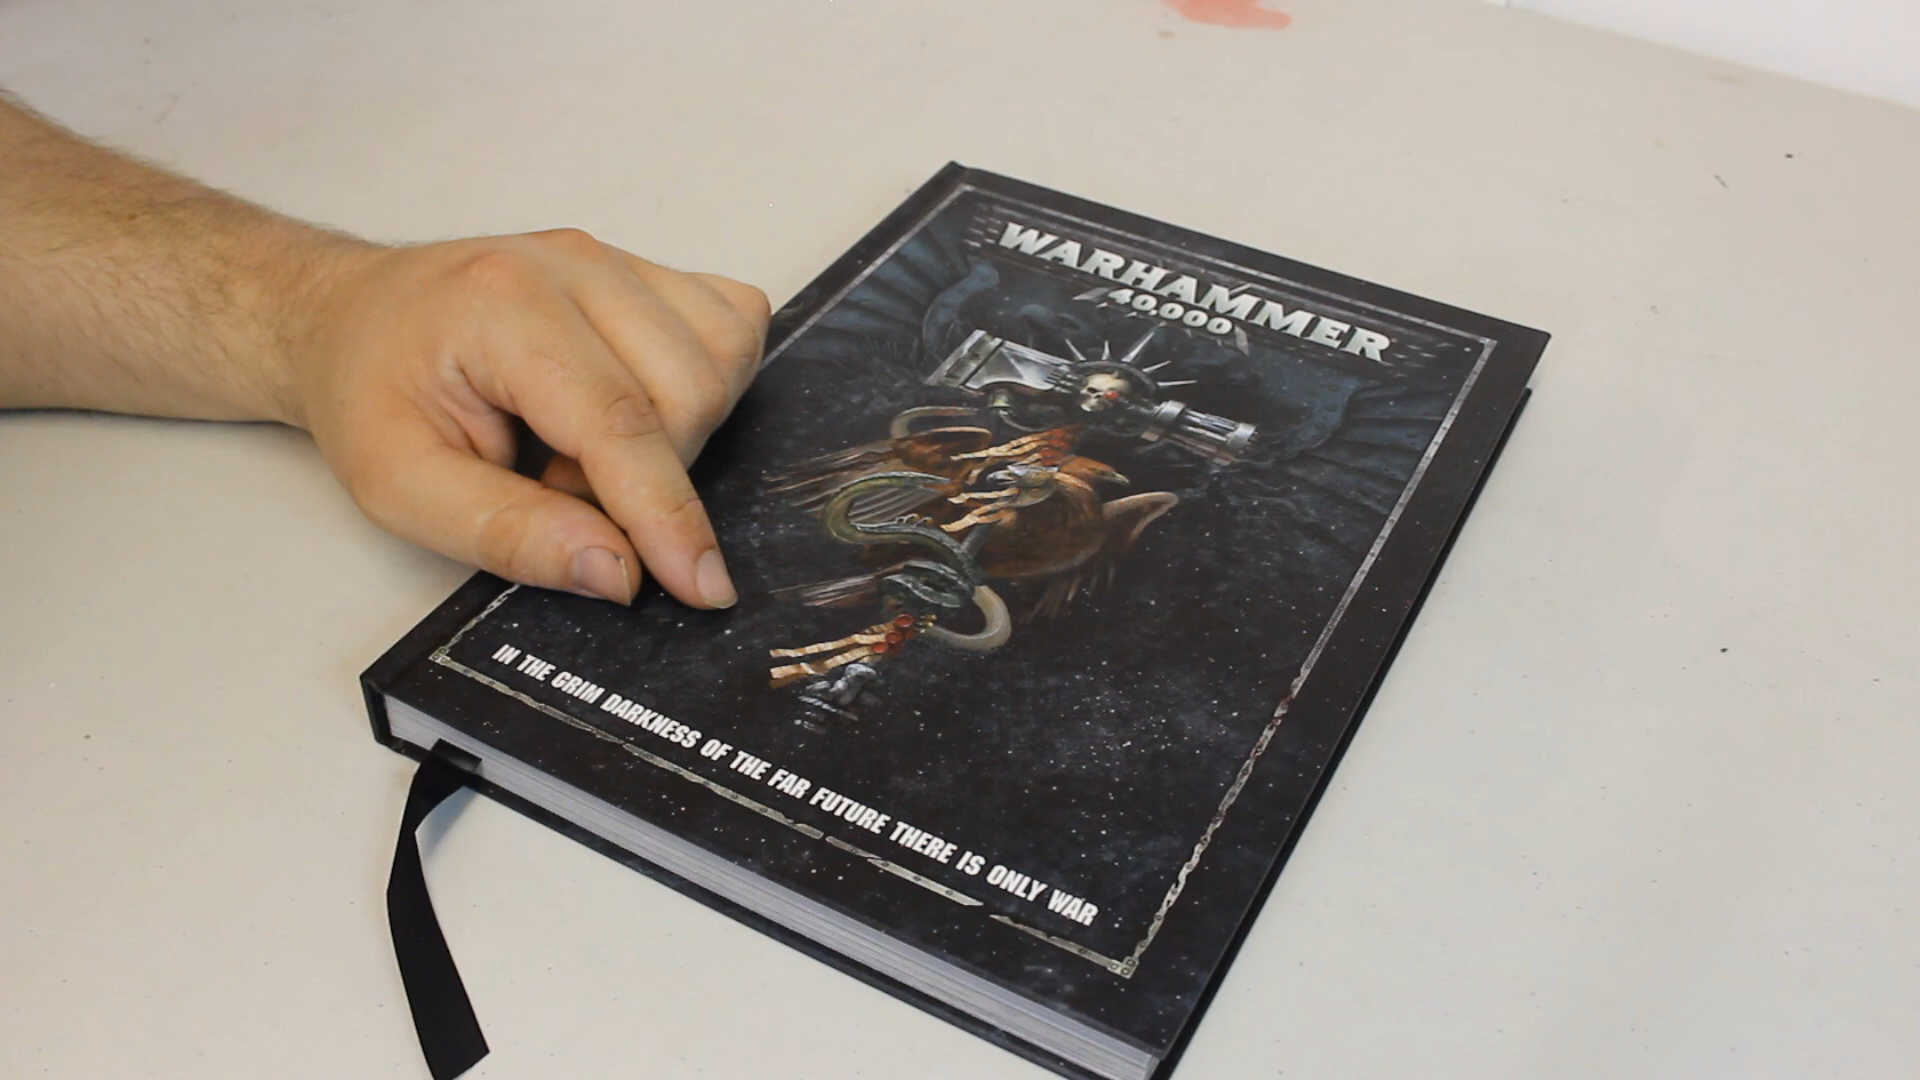 WARHAMMER
40,000
IN THE GRIM DARKNESS OF THE FAR FUTURE THERE IS ONLY WAR